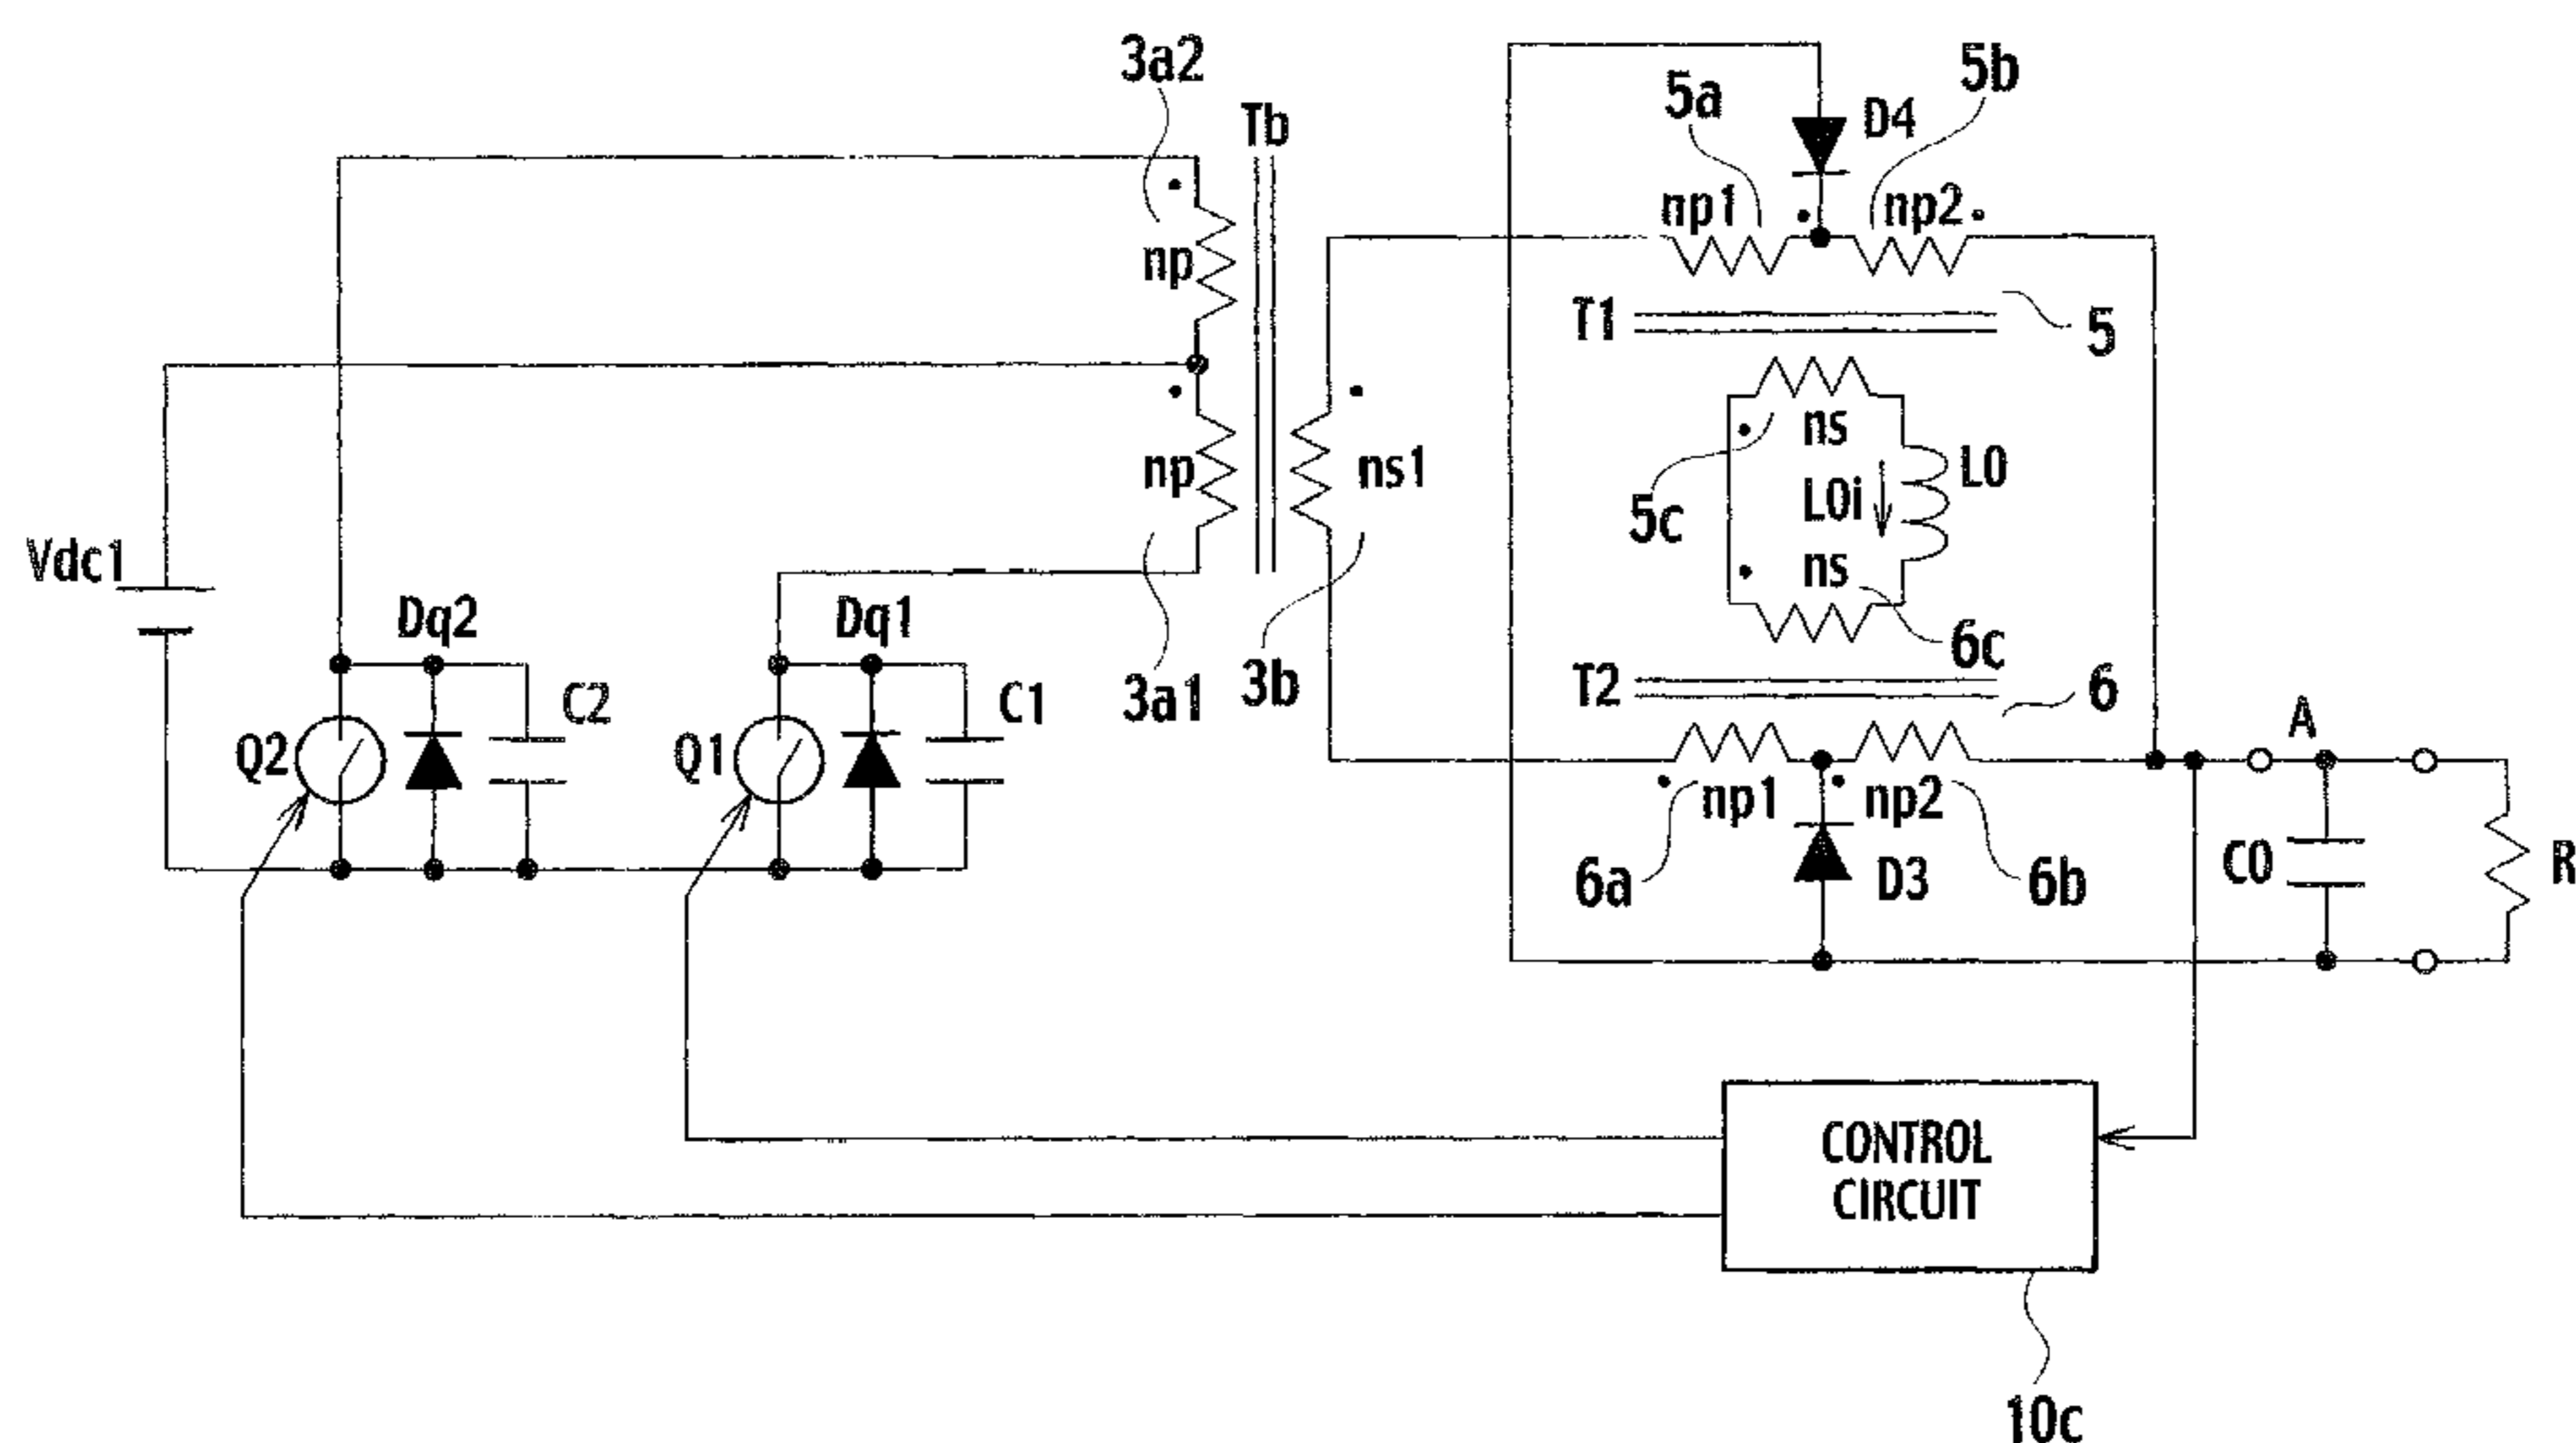 3a2
Tb
5a
5b
D4
np1
np2
np
T1
5
ns
5c
L0
L0i
np
ns1
Vdc1
ns
6c
Dq2
Dq1
3a1
3b
T2
6
C2
C1
A
Q2
Q1
np1
np2
6a
D3
6b
C0
R
CONTROL
CIRCUIT
10c